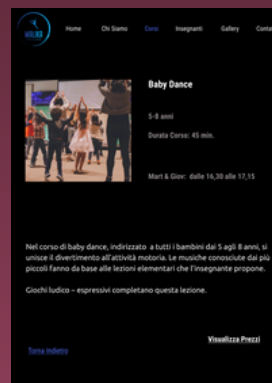 Home Chi Siamo Corsi Insegnanti Gallery
Baby Dance
5-8 anni
Durata Corso: 45 min.
Mart & Giov: dalle 16,30 alle 17,15
Nel corso di baby dance, indirizzato a tutti i bambini dai 5 agli 8 anni, si
unisce il divertimento all'attività motoria. Le musiche conosciute dai più
piccoli fanno da base alle lezioni elementari che l'insegnante propone.
Giochi ludico – espressivi completano questa lezione.
Visualizza Prezzi
Torna Indietro